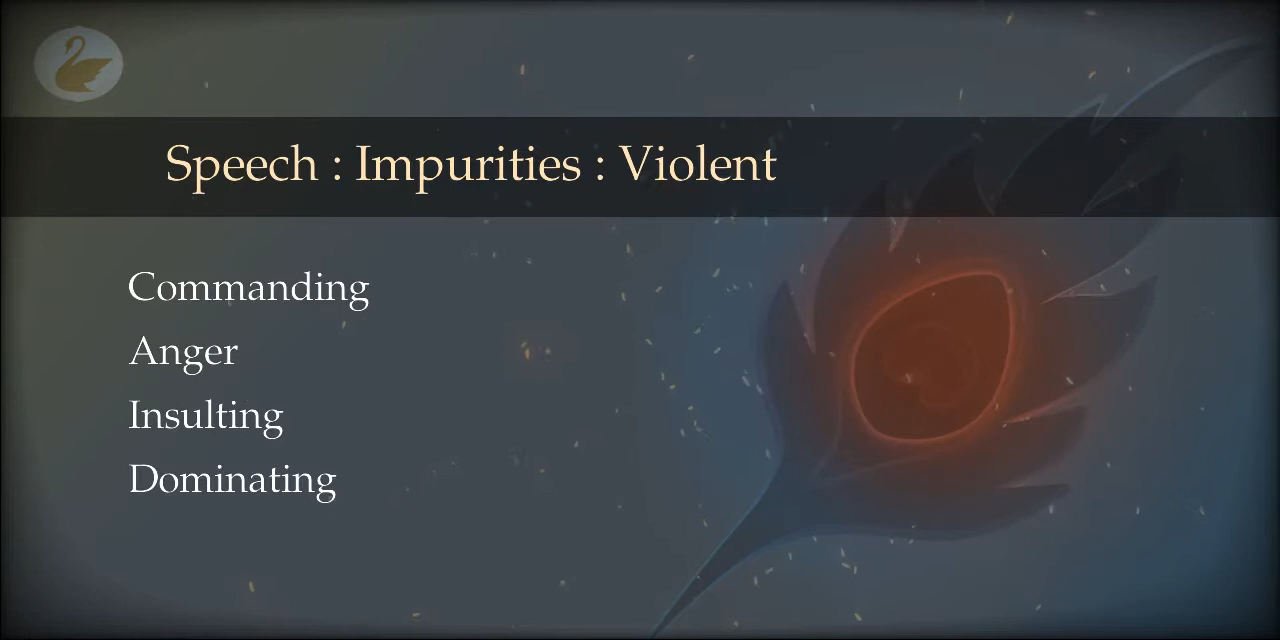 Speech : Impurities : Violent
Commanding
Anger
Insulting
Dominating